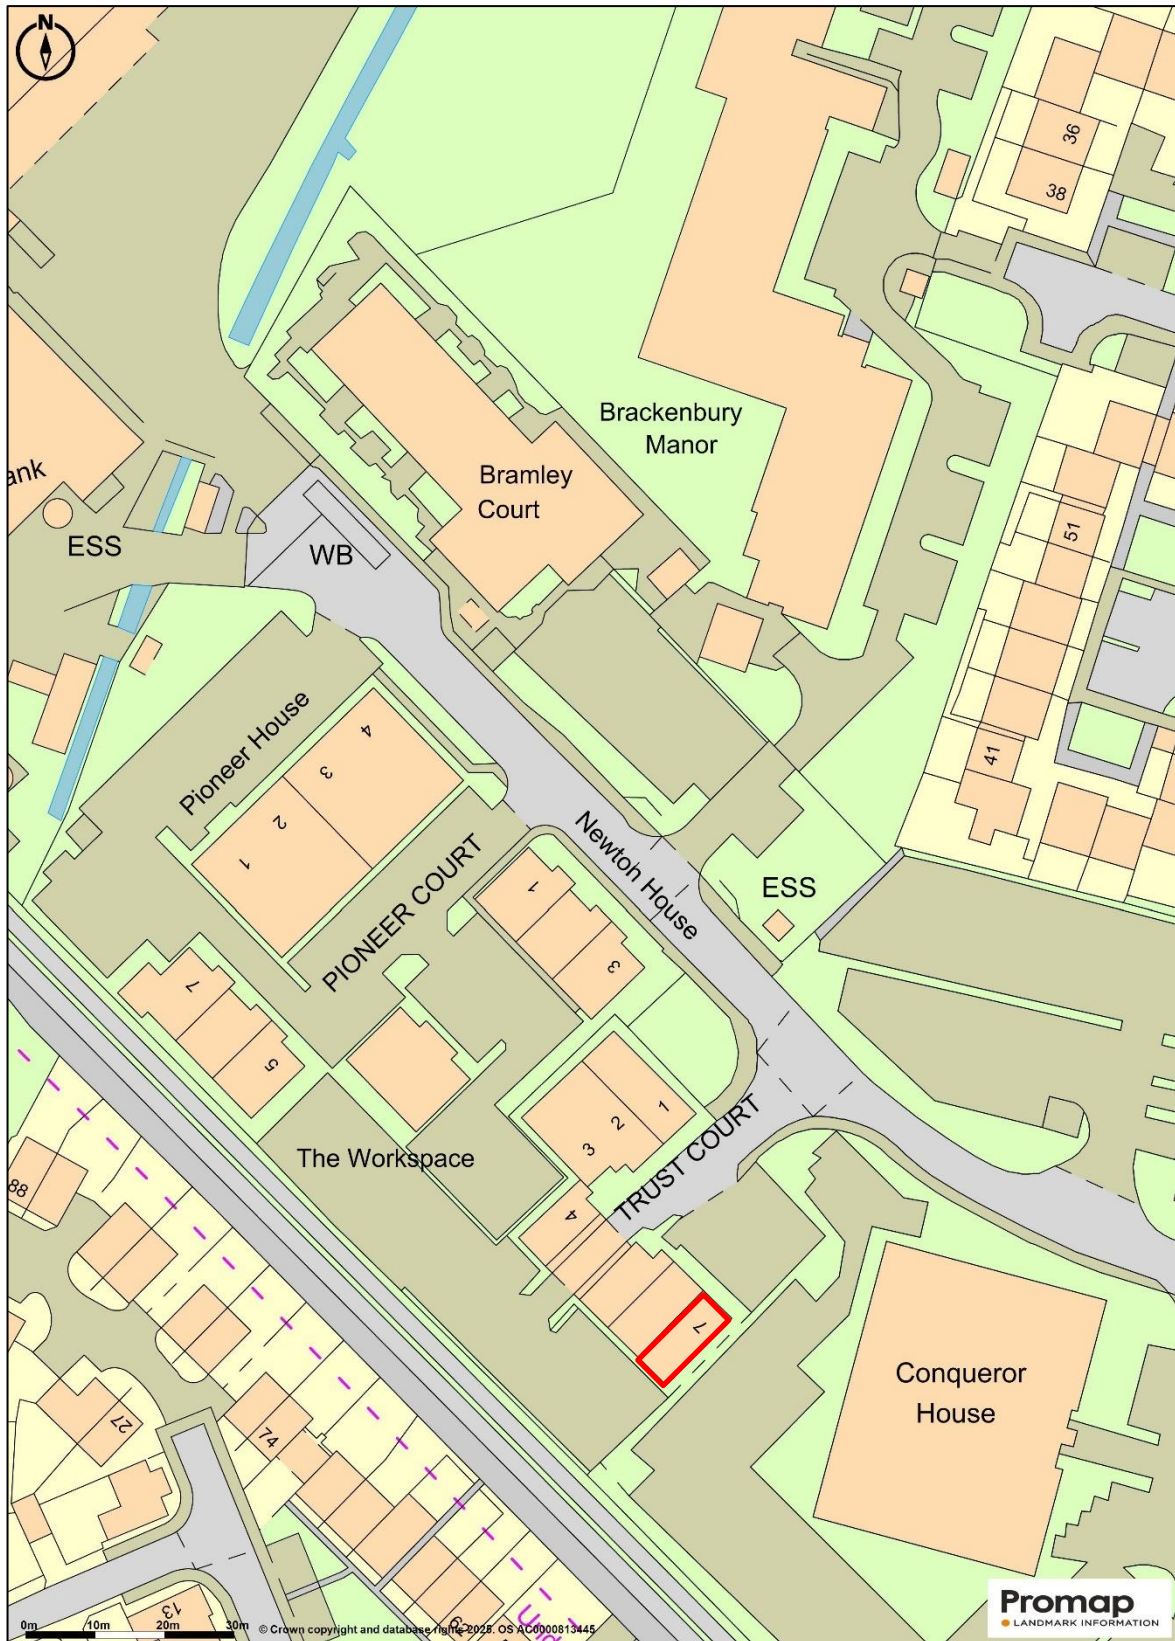 N
36
38
Brackenbury
Manor
Bramley
Court
ank
ESS
WB
51
41
Pioneer House
4
3
2
1
Newton House
ESS
PIONEER COURT
1
3
7
5
The Workspace
1
2
3
TRUST COURT
4
7
88
27
74
Conqueror
House
13
62
Und
0m 10m 20m 30m
© Crown copyright and database rights 2025. OS AC0000813445
Promap
LANDMARK INFORMATION